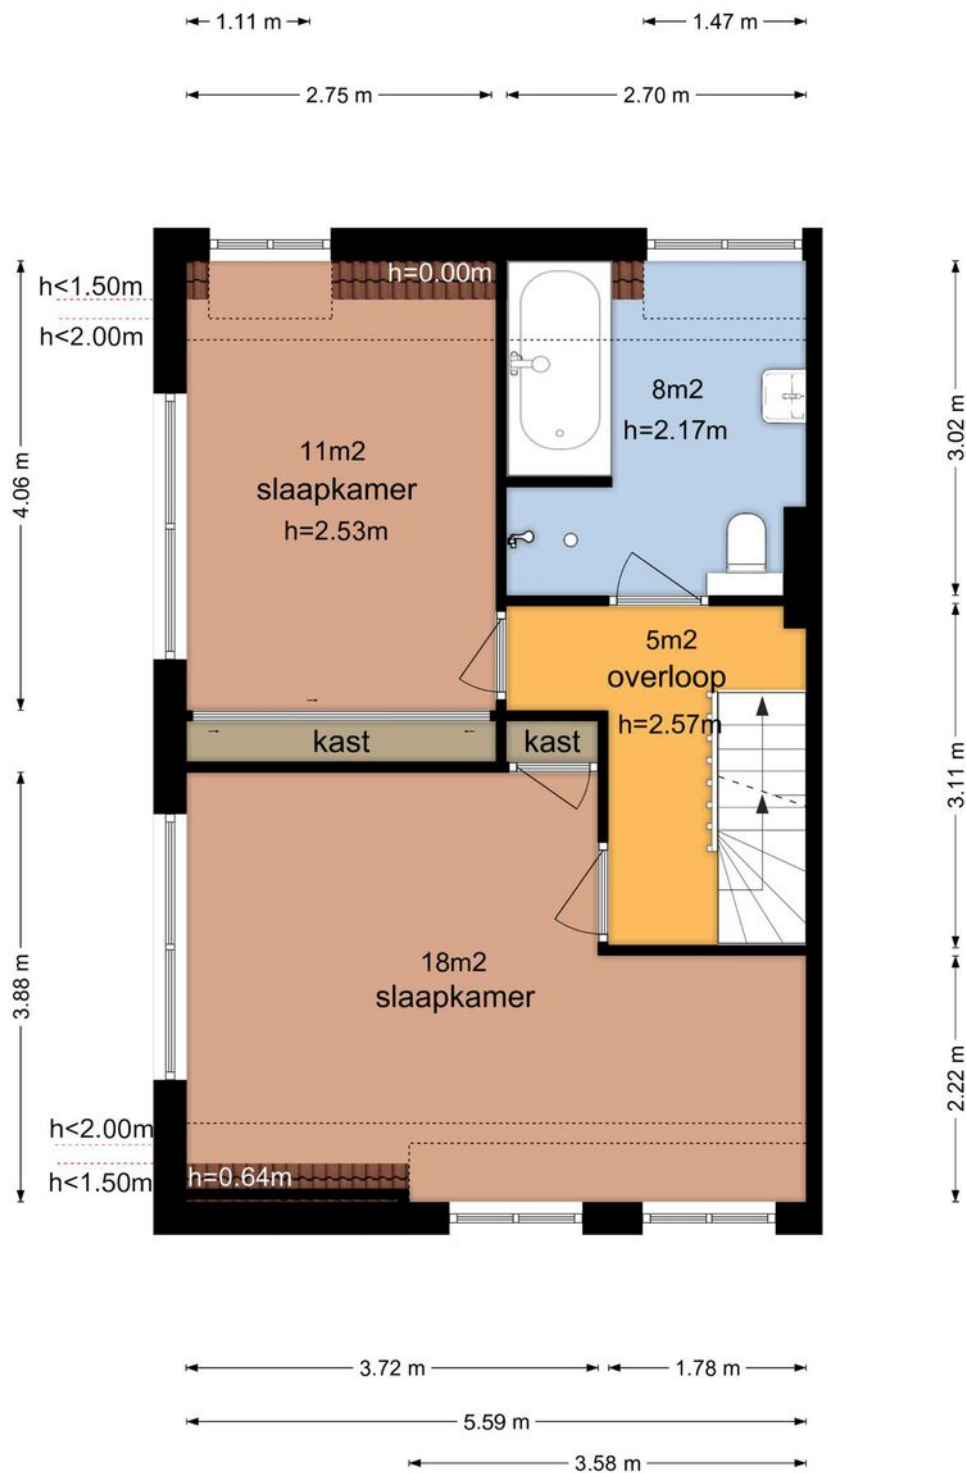 1.11 m
1.47 m
2.75 m
2.70 m
h=0.00m
h<1.50m
h<2.00m
8m2
h=2.17m
3.02 m
11m2
slaapkamer
h=2.53m
4.06 m
5m2
overloop
h=2.57m
kast
kast
3.11 m
18m2
slaapkamer
3.88 m
2.22 m
h<2.00m
h<1.50m
h=0.64m
3.72 m
1.78 m
5.59 m
3.58 m